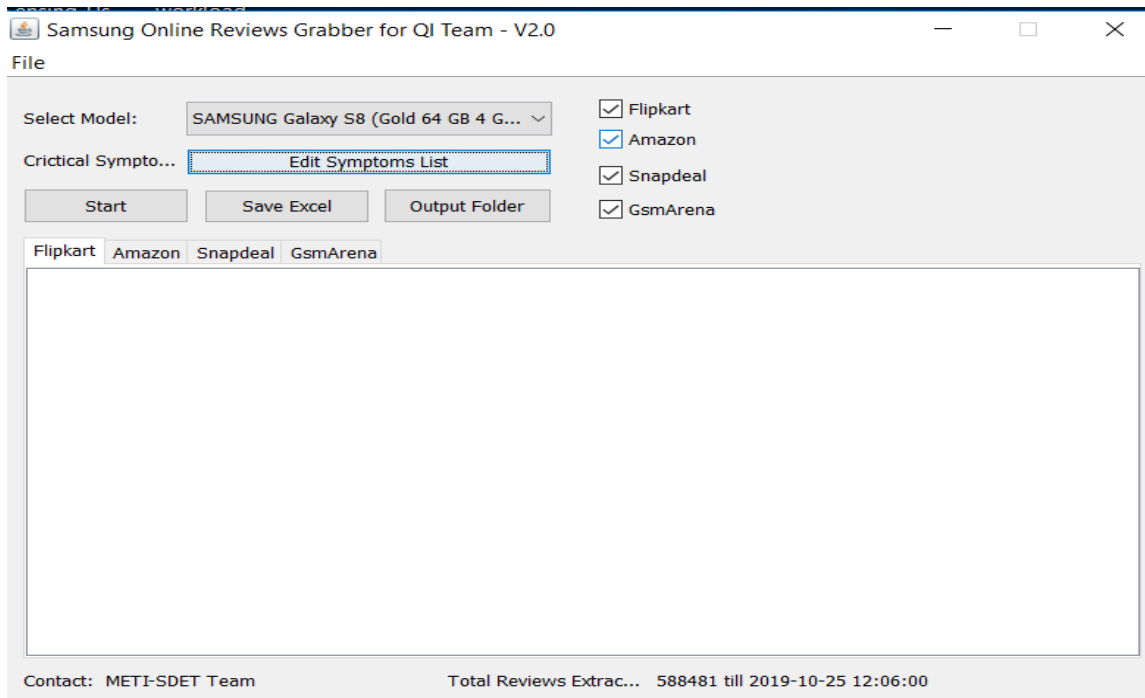 Samsung Online Reviews Grabber for QI Team - V2.0
File
Select Model: SAMSUNG Galaxy S8 (Gold 64 GB 4 G...
Crictical Sympto... Edit Symptoms List
Start Save Excel Output Folder
Flipkart
Amazon
Snapdeal
GsmArena
Flipkart Amazon Snapdeal GsmArena
Contact: METI-SDET Team Total Reviews Extrac... 588481 till 2019-10-25 12:06:00